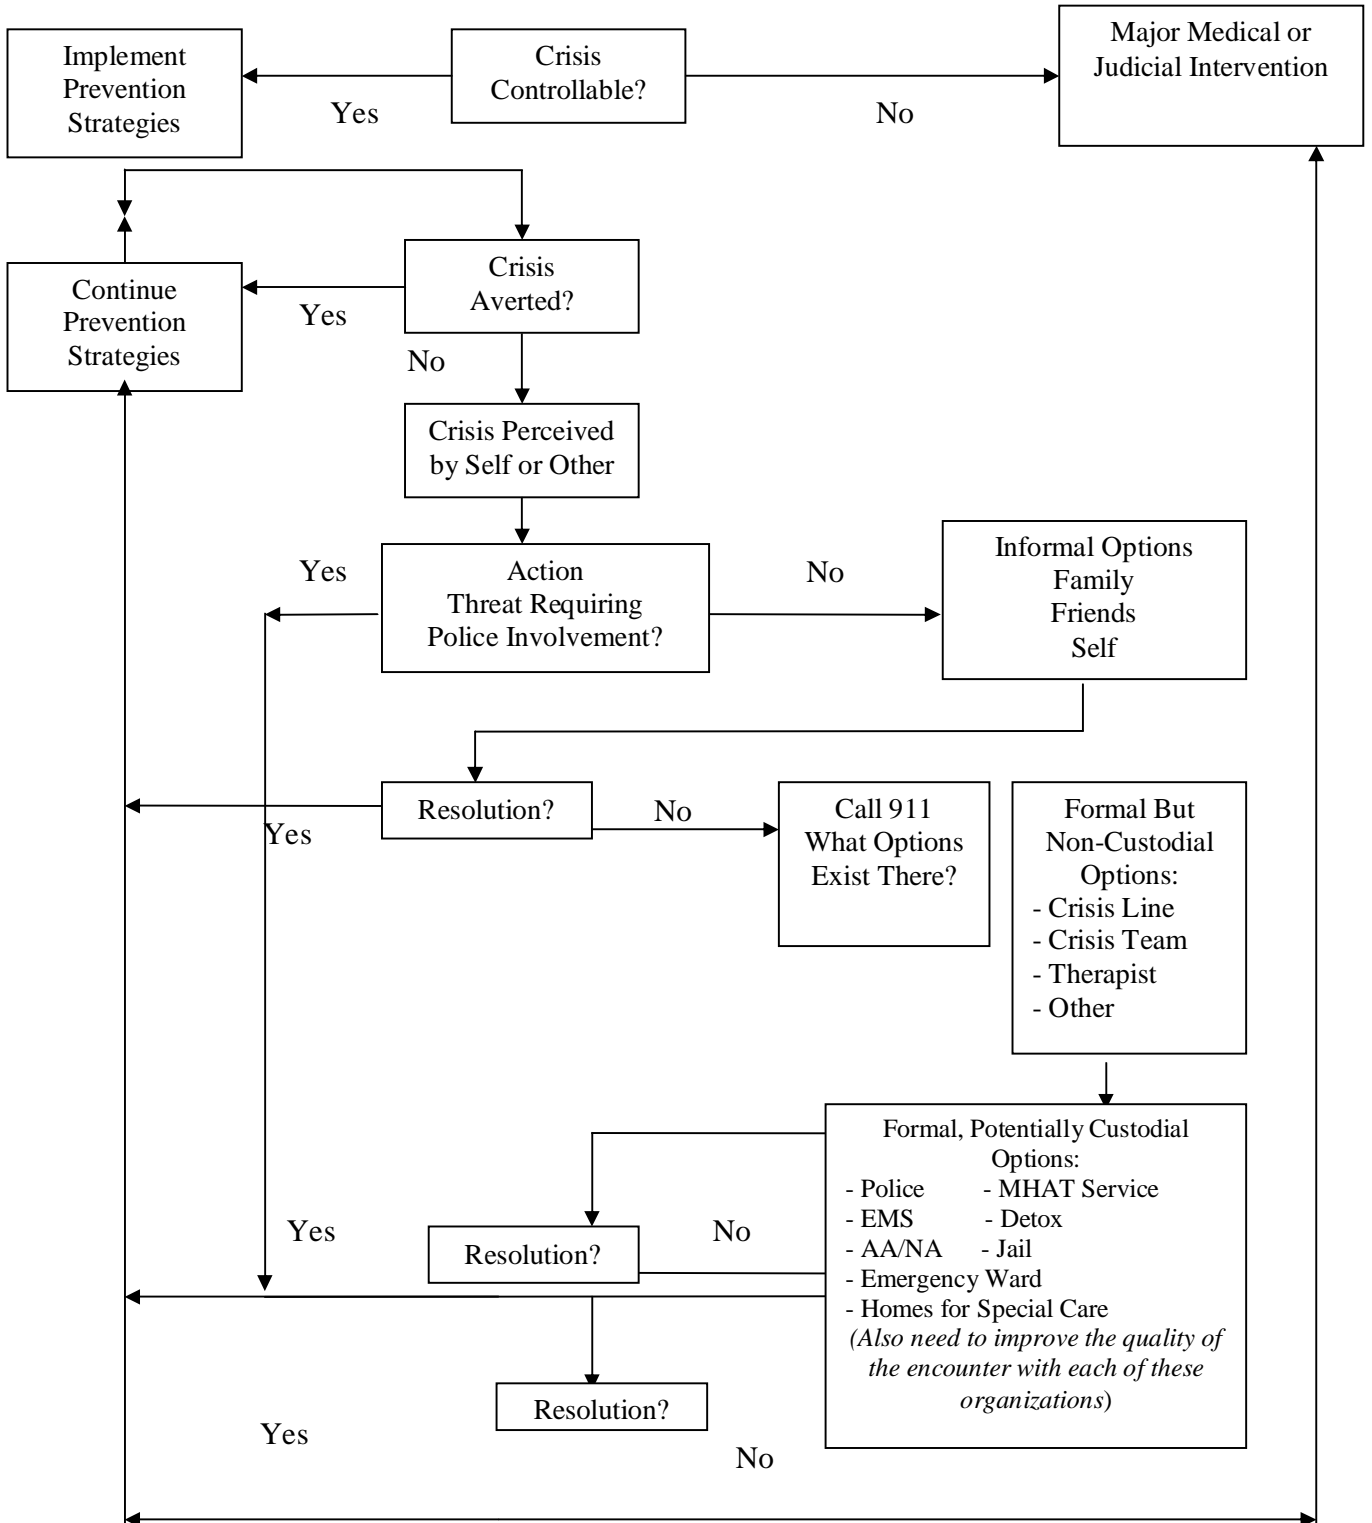 Implement
Prevention
Strategies
Yes
Crisis
Controllable?
No
Major Medical or
Judicial Intervention
Crisis
Averted?
Yes
Continue
Prevention
Strategies
No
Crisis Perceived
by Self or Other
Yes
Action
Threat Requiring
Police Involvement?
No
Informal Options
Family
Friends
Self
Resolution?
Yes
No
Call 911
What Options
Exist There?
Formal But
Non-Custodial
Options:
- Crisis Line
- Crisis Team
- Therapist
- Other
Formal, Potentially Custodial
Options:
- Police - MHAT Service
- EMS - Detox
- AA/NA - Jail
- Emergency Ward
- Homes for Special Care
(Also need to improve the quality of
the encounter with each of these
organizations)
Yes
Resolution?
No
Resolution?
Yes
No